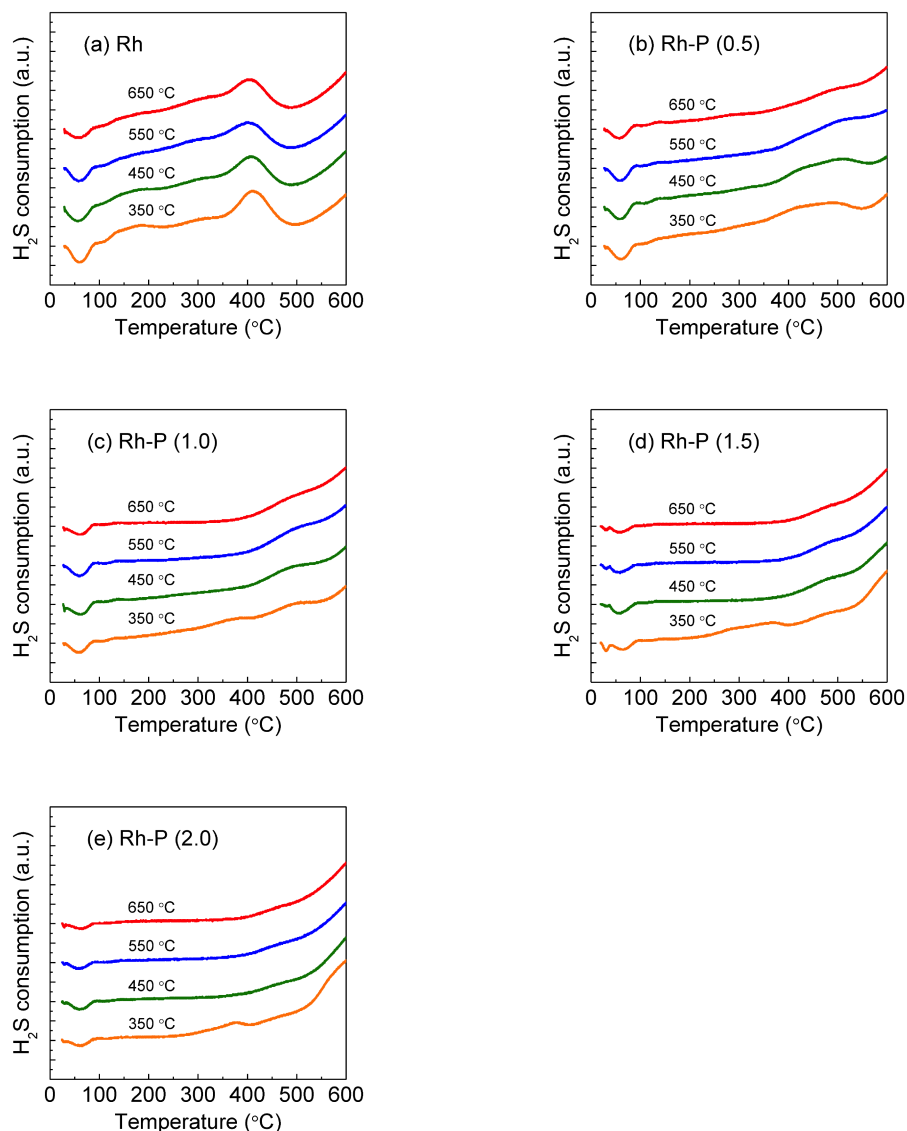 (a) Rh
650 °C
550 °C
450 °C
350 °C
H₂S consumption (a.u.)
0 100 200 300 400 500 600
Temperature (°C)
(b) Rh-P (0.5)
650 °C
550 °C
450 °C
350 °C
H₂S consumption (a.u.)
0 100 200 300 400 500 600
Temperature (°C)
(c) Rh-P (1.0)
650 °C
550 °C
450 °C
350 °C
H₂S consumption (a.u.)
0 100 200 300 400 500 600
Temperature (°C)
(d) Rh-P (1.5)
650 °C
550 °C
450 °C
350 °C
H₂S consumption (a.u.)
0 100 200 300 400 500 600
Temperature (°C)
(e) Rh-P (2.0)
650 °C
550 °C
450 °C
350 °C
H₂S consumption (a.u.)
0 100 200 300 400 500 600
Temperature (°C)